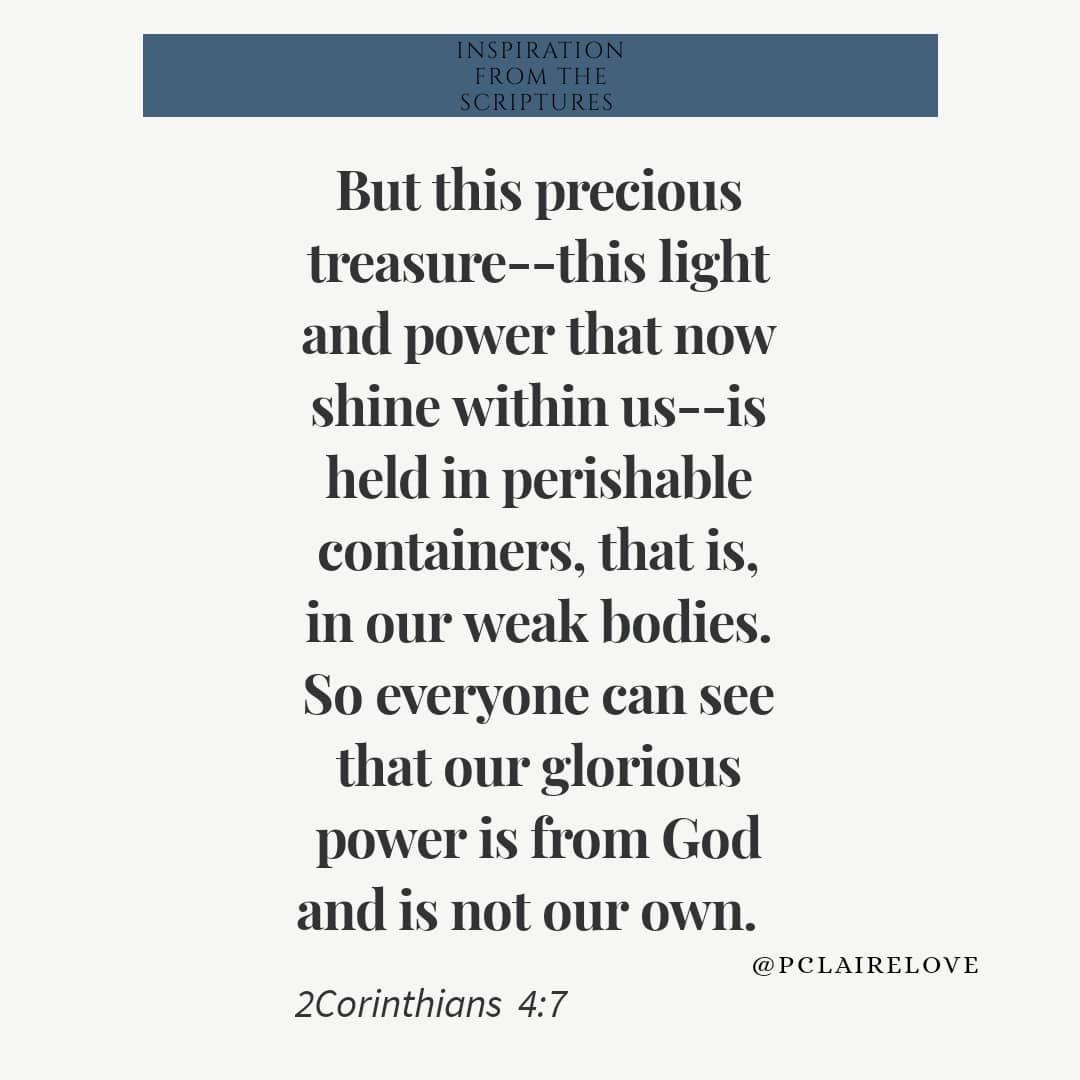 INSPIRATION
FROM THE
SCRIPTURES
But this precious
treasure--this light
and power that now
shine within us--is
held in perishable
containers, that is,
in our weak bodies.
So everyone can see
that our glorious
power is from God
and is not our own.
@PCLAIRELOVE
2Corinthians 4:7